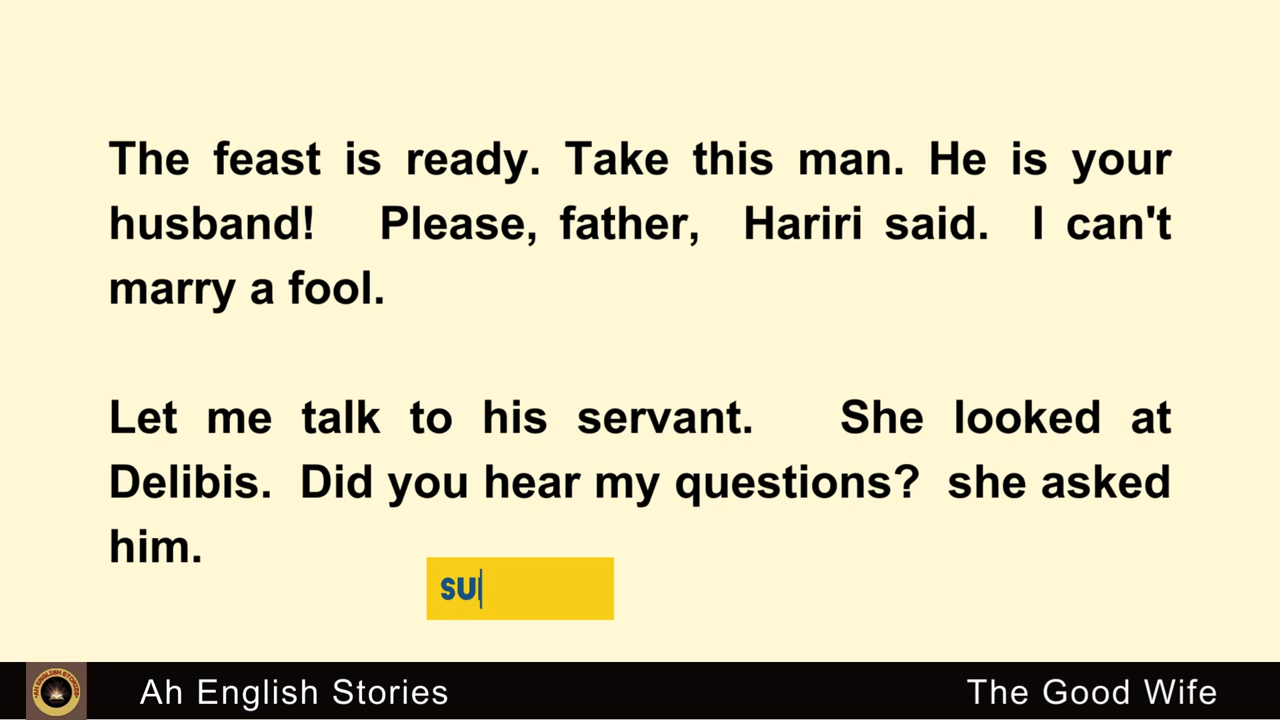 The feast is ready. Take this man. He is your
husband! Please, father, Hariri said. I can't
marry a fool.
Let me talk to his servant. She looked at
Delibis. Did you hear my questions? she asked
him.
SU
Ah English Stories
The Good Wife